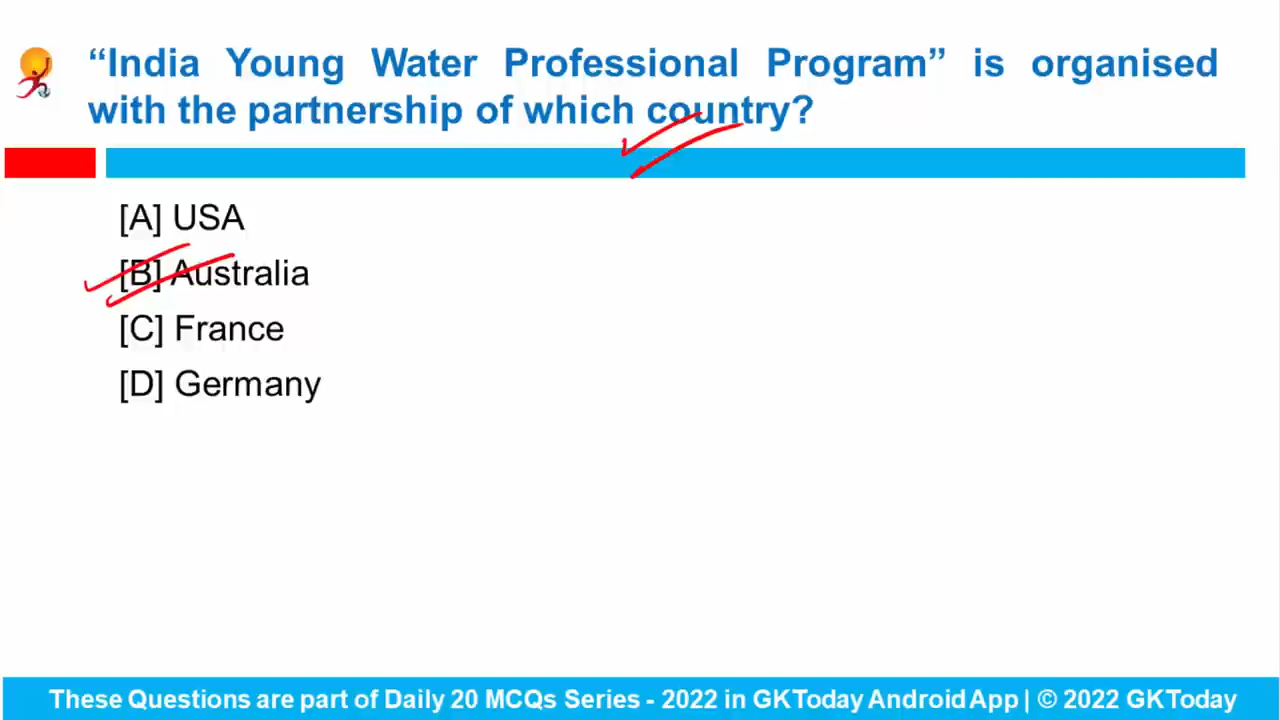 “India Young Water Professional Program” is organised
with the partnership of which country?
[A] USA
[B] Australia
[C] France
[D] Germany
These Questions are part of Daily 20 MCQs Series - 2022 in GKToday Android App | © 2022 GKToday